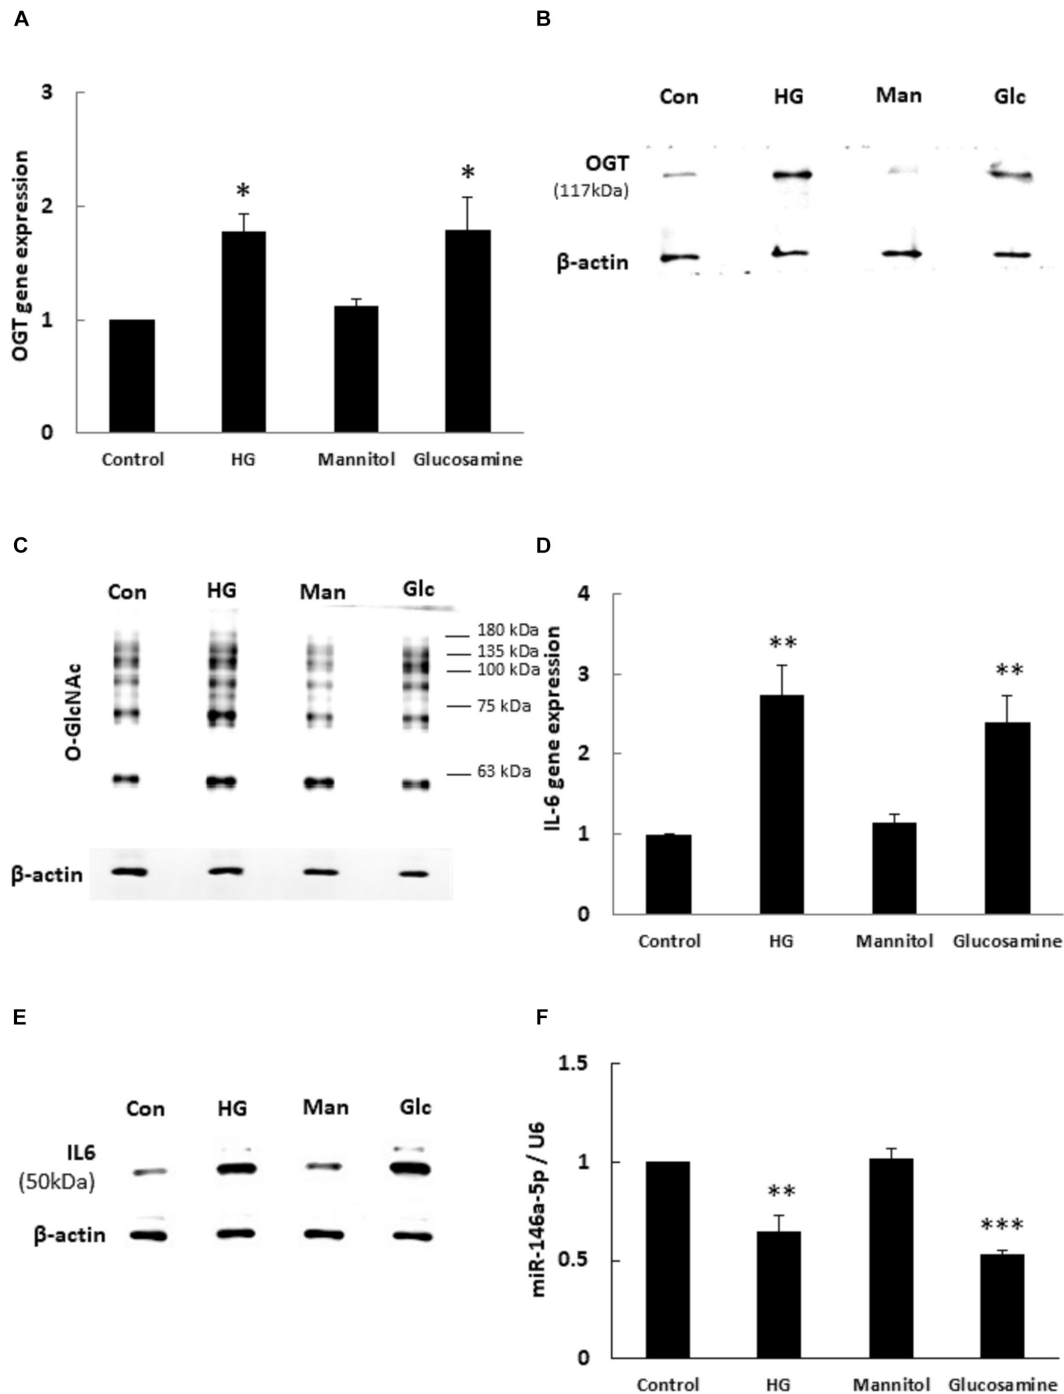 A
3
2
1
0
OGT gene expression
*
*
Control HG Mannitol Glucosamine
B
Con HG Man Glc
OGT
(117kDa)
β-actin
C
Con HG Man Glc
O-GlcNAc
180 kDa
135 kDa
100 kDa
75 kDa
63 kDa
β-actin
D
4
3
2
1
0
IL-6 gene expression
**
**
Control HG Mannitol Glucosamine
E
Con HG Man Glc
IL6
(50kDa)
β-actin
F
1.5
1
0.5
0
miR-146a-5p / U6
**
***
Control HG Mannitol Glucosamine